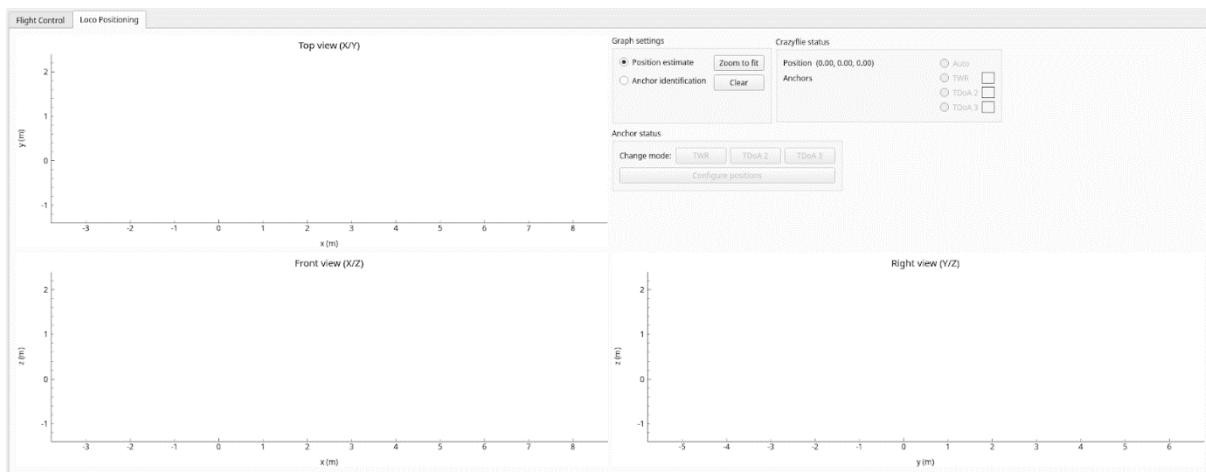 Flight Control
Loco Positioning
Top view (X/Y)
2
1
0
-1
y (m)
-3 -2 -1 0 1 2 3 4 5 6 7 8
x (m)
Graph settings
Position estimate
Zoom to fit
Anchor identification
Clear
Crazyflie status
Position (0.00, 0.00, 0.00)
Auto
Anchors
TWR
TDoA 2
TDoA 3
Anchor status
Change mode: TWR TDoA 2 TDoA 3
Configure positions
Front view (X/Z)
2
1
0
-1
z (m)
-3 -2 -1 0 1 2 3 4 5 6 7 8
x (m)
Right view (Y/Z)
2
1
0
-1
z (m)
-5 -4 -3 -2 -1 0 1 2 3 4 5 6
y (m)